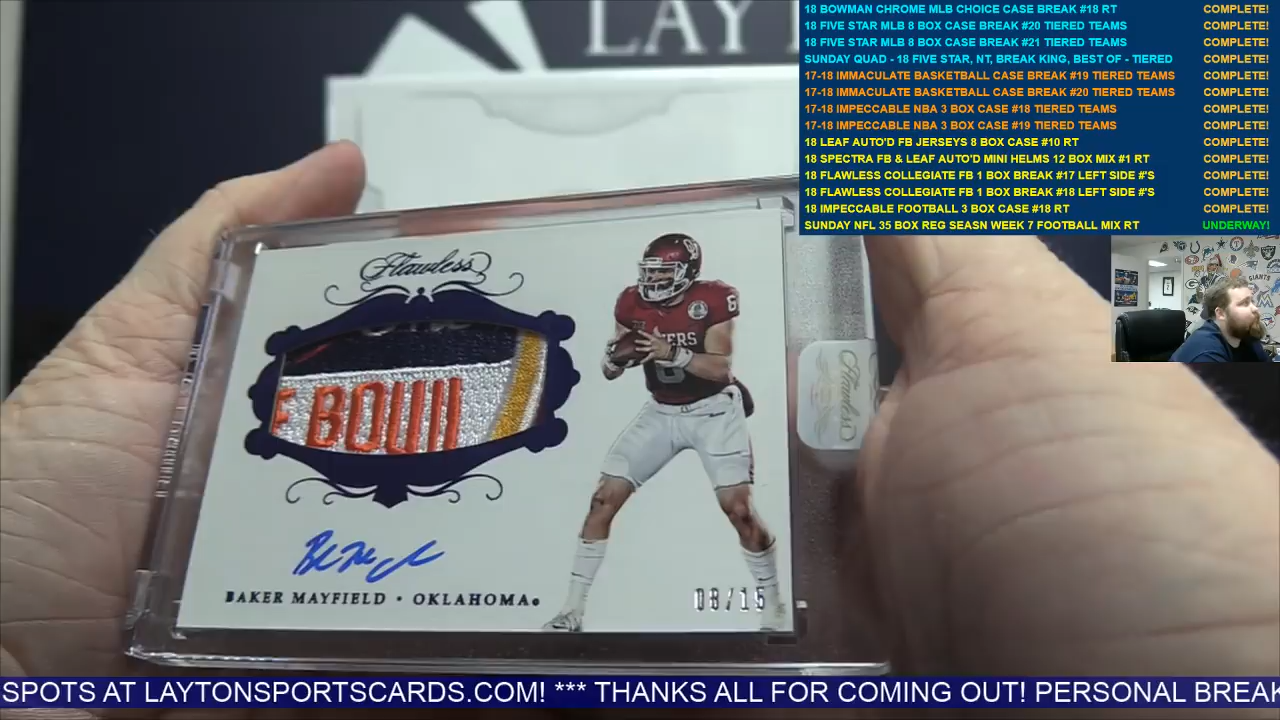 LAYT
18 BOWMAN CHROME MLB CHOICE CASE BREAK #18 RT COMPLETE!
18 FIVE STAR MLB 8 BOX CASE BREAK #20 TIERED TEAMS COMPLETE!
18 FIVE STAR MLB 8 BOX CASE BREAK #21 TIERED TEAMS COMPLETE!
SUNDAY QUAD - 18 FIVE STAR, NT, BREAK KING, BEST OF - TIERED COMPLETE!
17-18 IMMACULATE BASKETBALL CASE BREAK #19 TIERED TEAMS COMPLETE!
17-18 IMMACULATE BASKETBALL CASE BREAK #20 TIERED TEAMS COMPLETE!
17-18 IMPECCABLE NBA 3 BOX CASE #18 TIERED TEAMS COMPLETE!
17-18 IMPECCABLE NBA 3 BOX CASE #19 TIERED TEAMS COMPLETE!
18 LEAF AUTO'D FB JERSEYS 8 BOX CASE #10 RT COMPLETE!
18 SPECTRA FB & LEAF AUTO'D MINI HELMS 12 BOX MIX #1 RT COMPLETE!
18 FLAWLESS COLLEGIATE FB 1 BOX BREAK #17 LEFT SIDE #'S COMPLETE!
18 FLAWLESS COLLEGIATE FB 1 BOX BREAK #18 LEFT SIDE #'S COMPLETE!
18 IMPECCABLE FOOTBALL 3 BOX CASE #18 RT COMPLETE!
SUNDAY NFL 35 BOX REG SEASN WEEK 7 FOOTBALL MIX RT UNDERWAY!
Flawless
E BOWL
6
ERS
6
Flawless
BAKER MAYFIELD • OKLAHOMA
08/15
SPOTS AT LAYTONSPORTSCARDS.COM! *** THANKS ALL FOR COMING OUT! PERSONAL BREAK